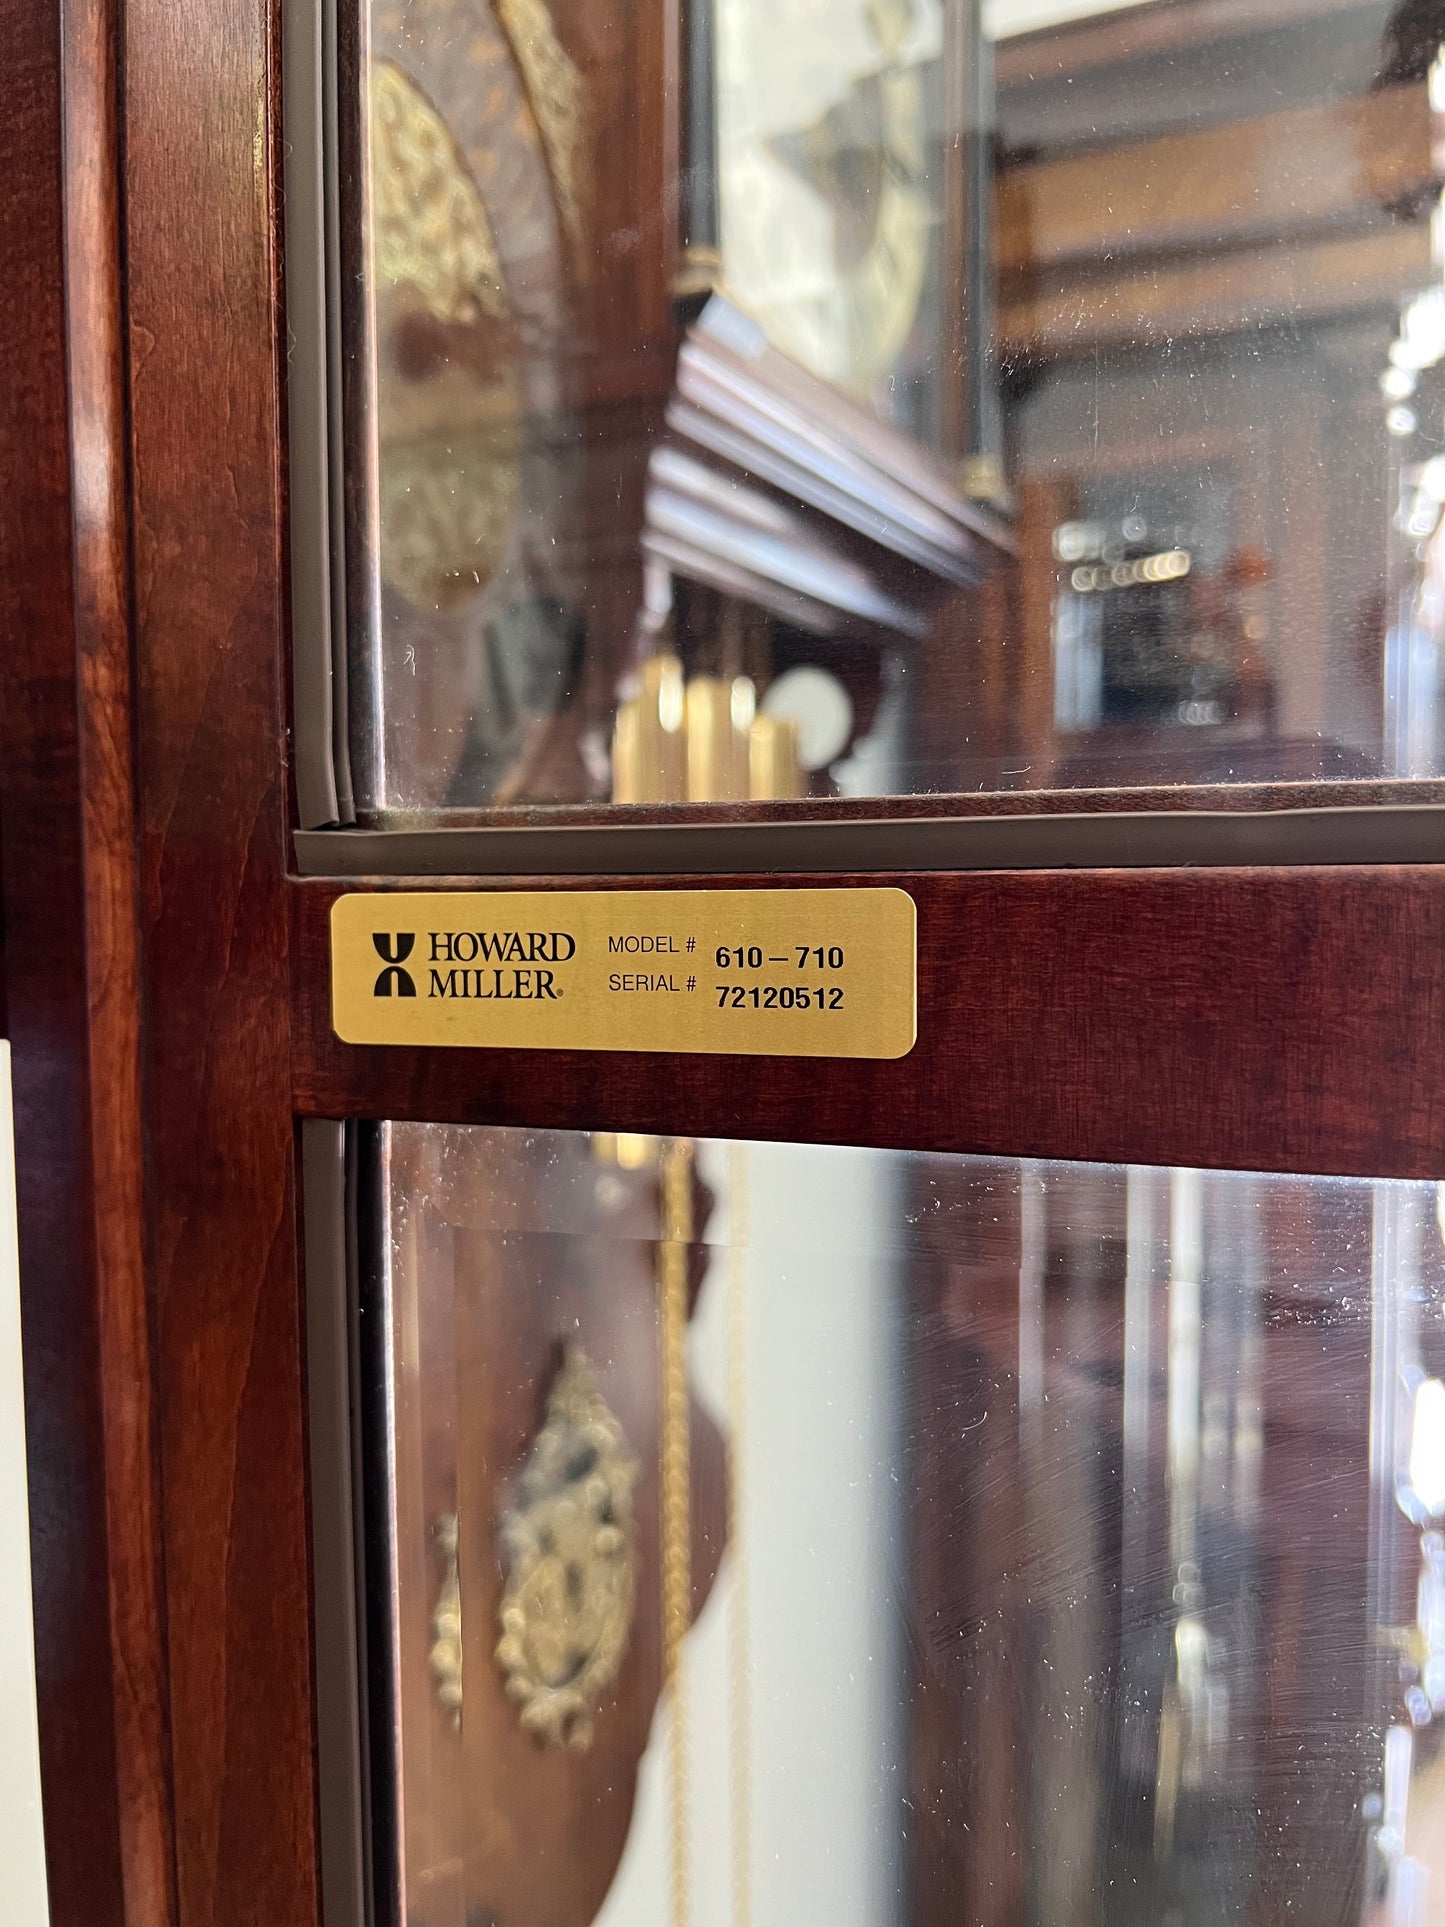 HOWARD MILLER®
MODEL # 610-710
SERIAL # 72120512